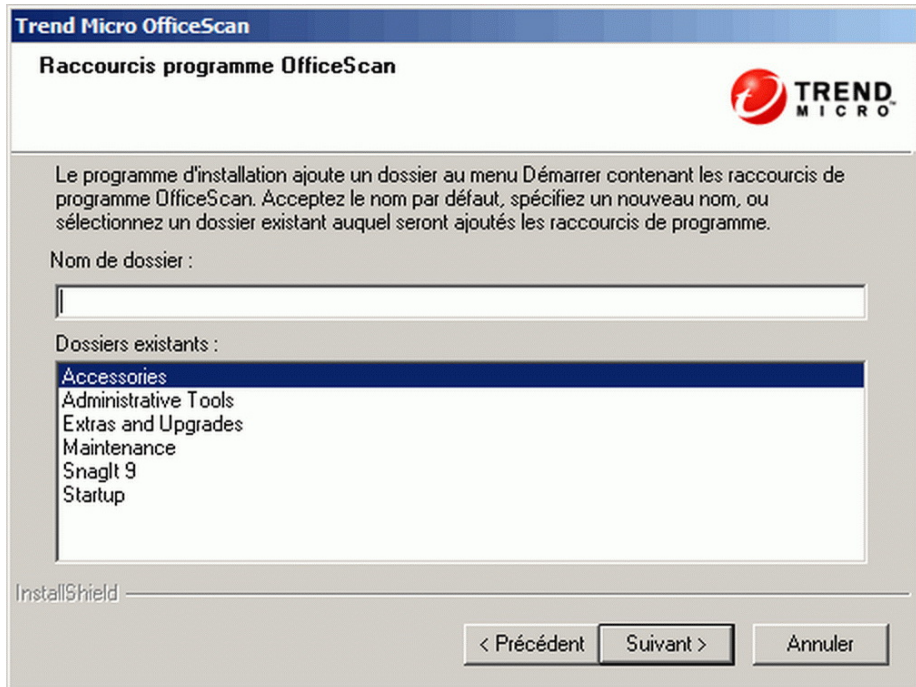 Trend Micro OfficeScan
Raccourcis programme OfficeScan
TREND
MICRO
Le programme d'installation ajoute un dossier au menu Démarrer contenant les raccourcis de
programme OfficeScan. Acceptez le nom par défaut, spécifiez un nouveau nom, ou
sélectionnez un dossier existant auquel seront ajoutés les raccourcis de programme.
Nom de dossier :
Dossiers existants :
Accessories
Administrative Tools
Extras and Upgrades
Maintenance
SnagIt 9
Startup
InstallShield
< Précédent Suivant > Annuler